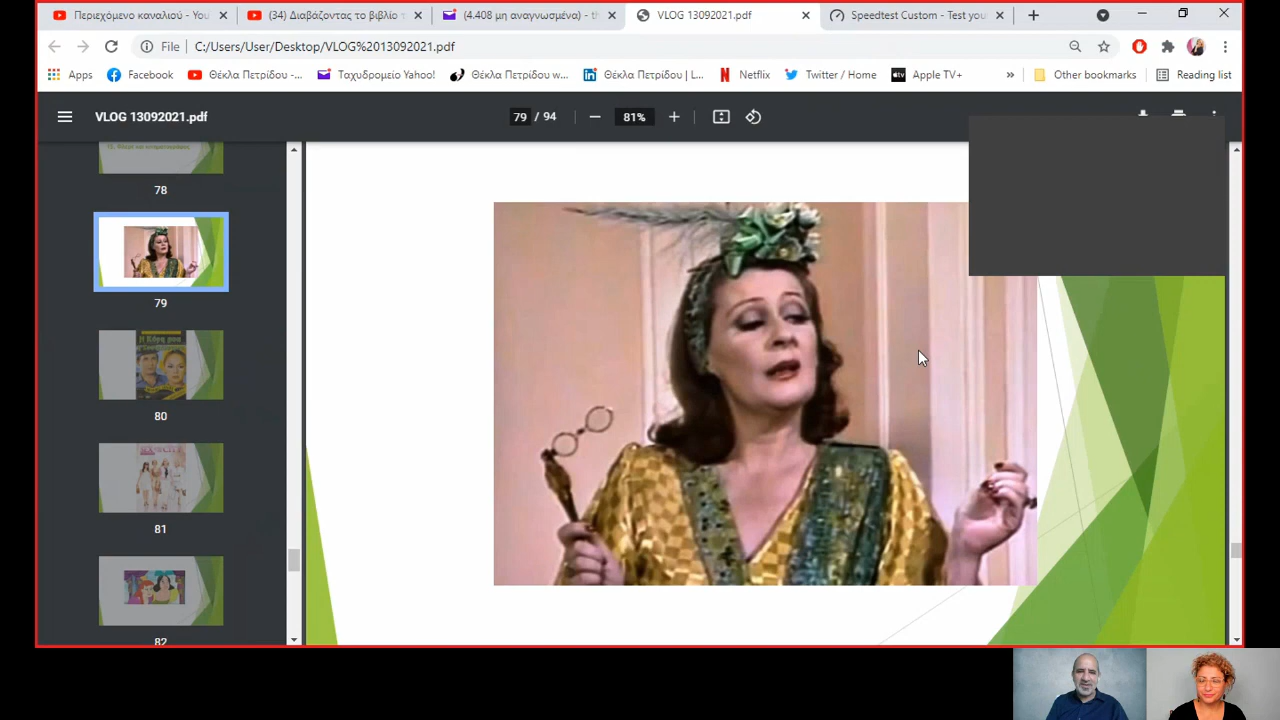 Περιεχόμενο καναλιού - You
(34) Διαβάζοντας το βιβλίο τ
(4.408 μη αναγνωσμένα) - th
VLOG 13092021.pdf
Speedtest Custom - Test you
File
C:/Users/User/Desktop/VLOG%2013092021.pdf
Apps
Facebook
Θέκλα Πετρίδου -...
Ταχυδρομείο Yahoo!
Θέκλα Πετρίδου w...
Θέκλα Πετρίδου | L...
Netflix
Twitter / Home
Apple TV+
»
Other bookmarks
Reading list
VLOG 13092021.pdf
79 / 94
81%
78
79
Η Κόρη μου
80
81
82